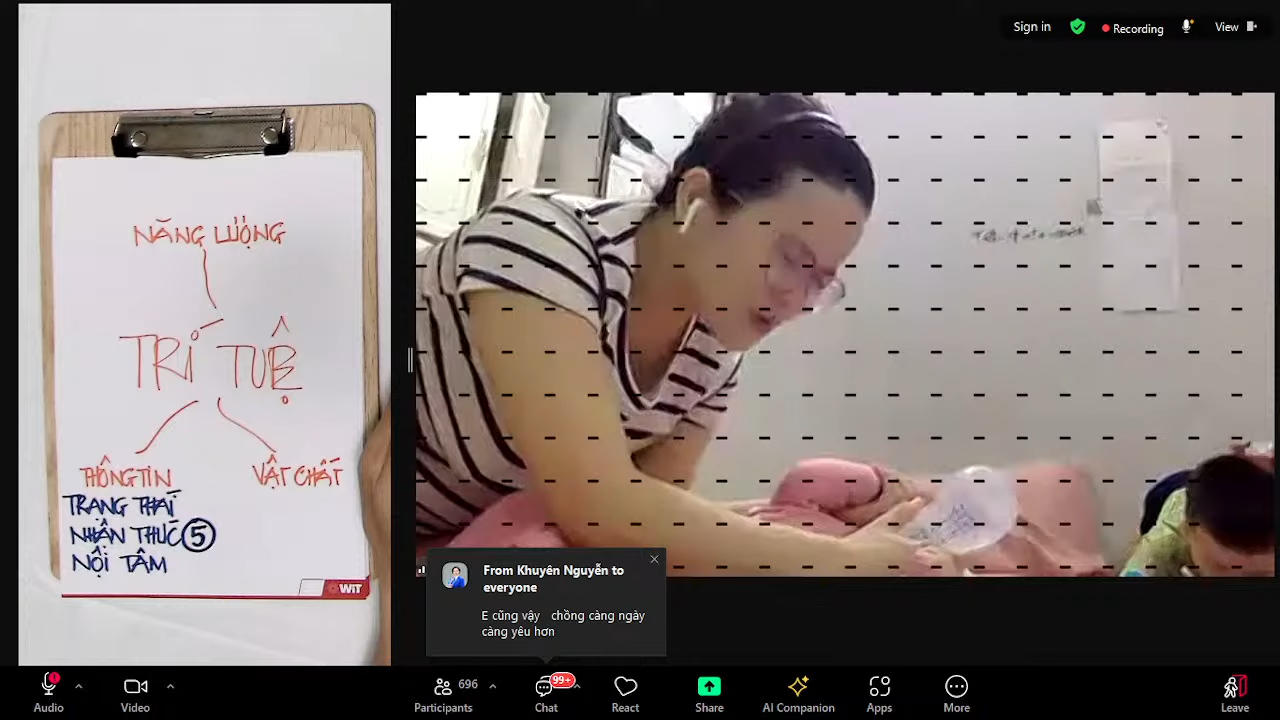 Sign in
Recording
View
NĂNG LƯỢNG
TRÍ TUỆ
THÔNG TIN
VẬT CHẤT
TRẠNG THÁI
NHẬN THỨC 5
NỘI TÂM
WiT
From Khuyên Nguyễn to
everyone
E cũng vậy chồng càng ngày
càng yêu hơn
696
99+
Audio
Video
Participants
Chat
React
Share
AI Companion
Apps
More
Leave